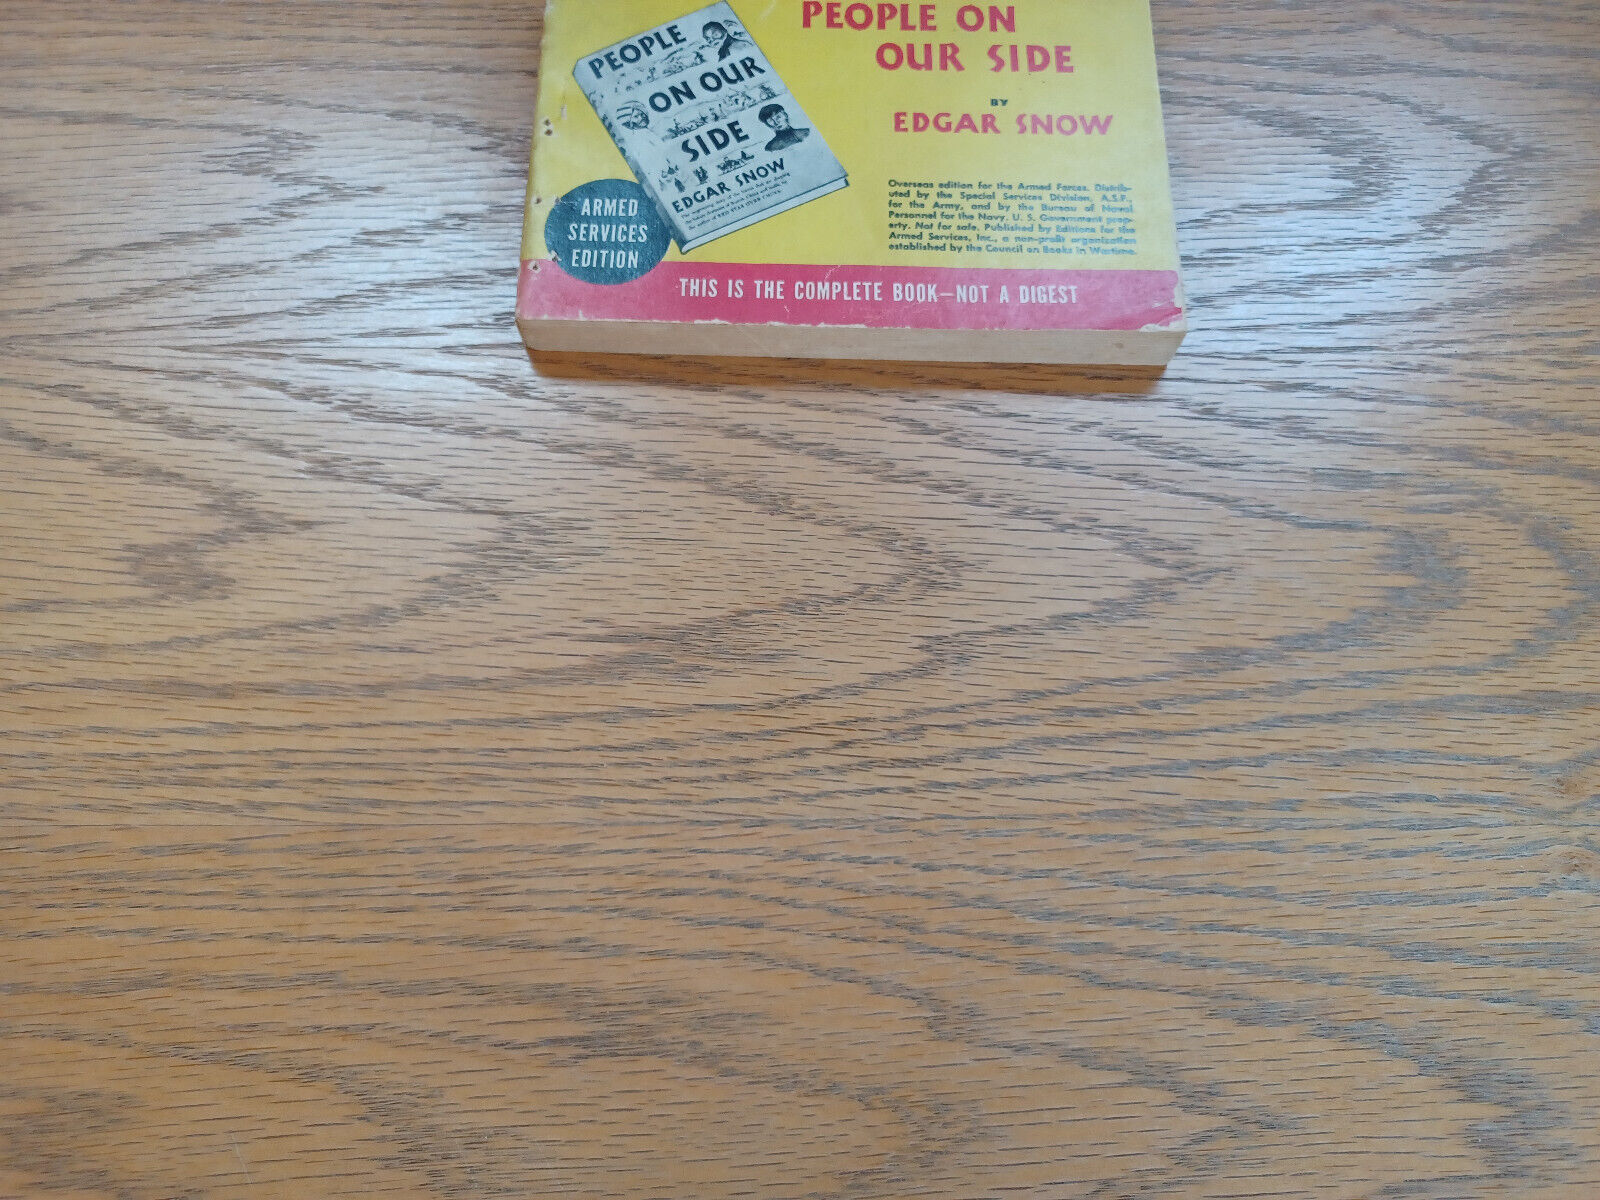 PEOPLE ON
OUR SIDE
BY
EDGAR SNOW
PEOPLE
ON OUR
SIDE
EDGAR SNOW
Overseas edition for the Armed Forces. Distrib-
uted by the Special Services Division, A.S.F.,
for the Army, and by the Bureau of Naval
Personnel for the Navy. U. S. Government prop-
erty. Not for sale. Published by Editions for the
Armed Services, Inc., a non-profit organization
established by the Council on Books in Wartime.
ARMED
SERVICES
EDITION
THIS IS THE COMPLETE BOOK—NOT A DIGEST